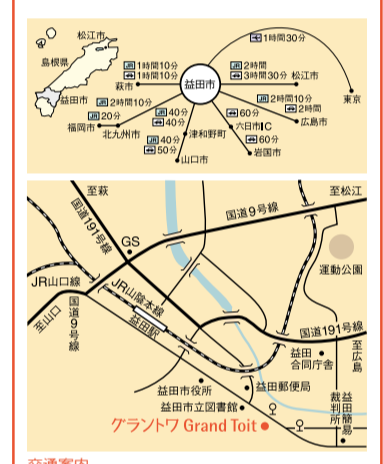 松江市
島根県
益田市
1時間30分
JR 1時間10分
1時間10分
萩市
益田市
JR 2時間
3時間30分
松江市
東京
JR 2時間10分
JR 20分
福岡市
北九州市
JR 40分
40分
津和野町
JR 40分
50分
山口市
60分
六日市IC
60分
岩国市
JR 2時間10分
2時間
広島市
至萩
国道191号線
至松江
国道9号線
GS
運動公園
JR山口線
JR山陰本線
益田駅
国道9号線
至山口
国道191号線
至広島
益田
合同庁舎
益田市役所
益田郵便局
益田市立図書館
益田簡易
裁判所
グラントワ Grand Toit